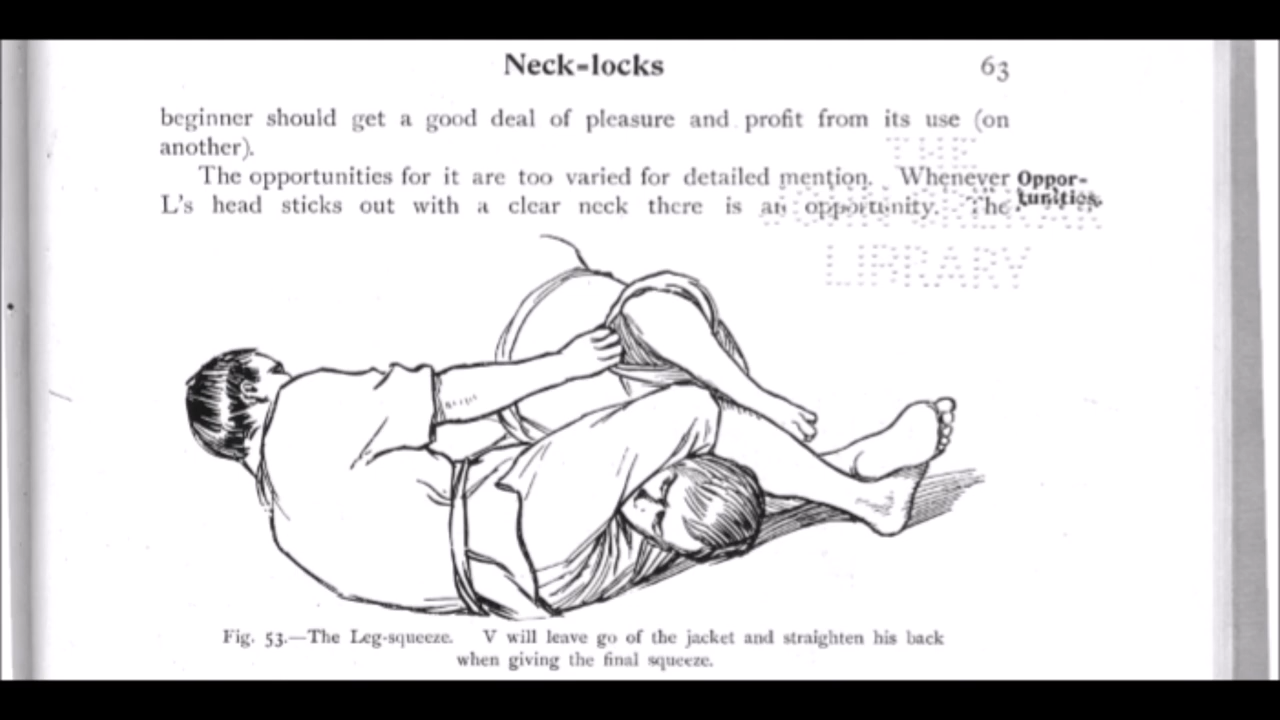 Neck-locks 63
beginner should get a good deal of pleasure and profit from its use (on
another).
The opportunities for it are too varied for detailed mention. Whenever
L's head sticks out with a clear neck there is an opportunity. The
Oppor-
tunities.
THE
LIBRARY
Fig. 53.—The Leg-squeeze. V will leave go of the jacket and straighten his back
when giving the final squeeze.